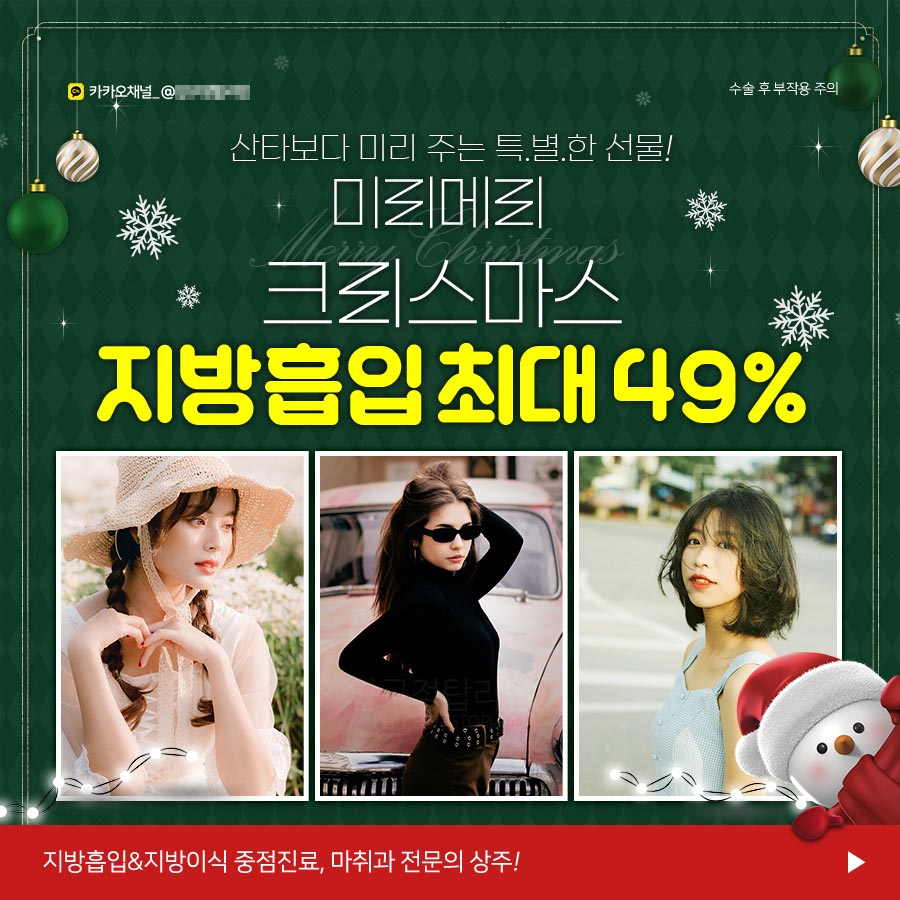 카카오채널_@
수술 후 부작용 주의
산타보다 미리 주는 특.별.한 선물!
미리메리
Merry Christmas
크리스마스
지방흡입 최대 49%
지방흡입&지방이식 중점진료, 마취과 전문의 상주!